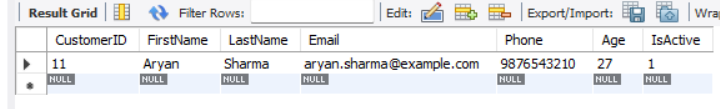 Result Grid Filter Rows: Edit: Export/Import: Wra
CustomerID FirstName LastName Email Phone Age IsActive
11 Aryan Sharma aryan.sharma@example.com 9876543210 27 1
NULL NULL NULL NULL NULL NULL NULL